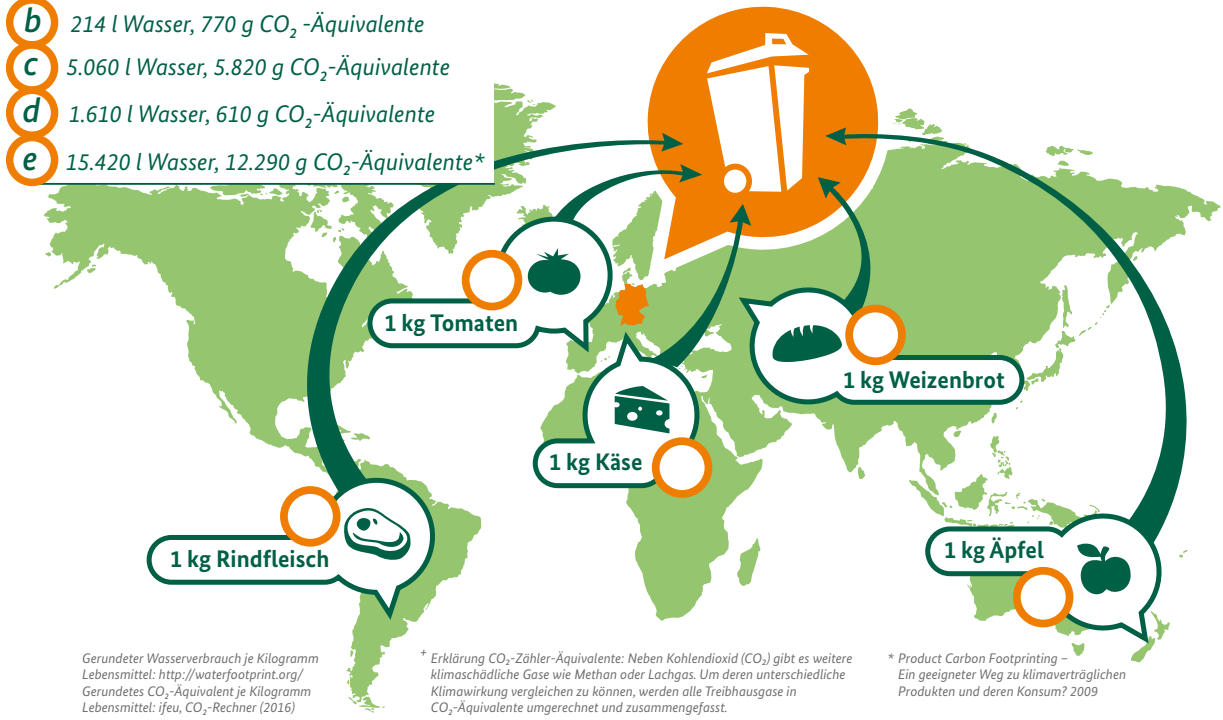 b 214 l Wasser, 770 g CO₂ -Äquivalente
c 5.060 l Wasser, 5.820 g CO₂-Äquivalente
d 1.610 l Wasser, 610 g CO₂-Äquivalente
e 15.420 l Wasser, 12.290 g CO₂-Äquivalente*
1 kg Tomaten
1 kg Weizenbrot
1 kg Käse
1 kg Rindfleisch
1 kg Äpfel
Gerundeter Wasserverbrauch je Kilogramm
Lebensmittel: http://waterfootprint.org/
Gerundetes CO₂-Äquivalent je Kilogramm
Lebensmittel: ifeu, CO₂-Rechner (2016)
⁺ Erklärung CO₂-Zähler-Äquivalente: Neben Kohlendioxid (CO₂) gibt es weitere
klimaschädliche Gase wie Methan oder Lachgas. Um deren unterschiedliche
Klimawirkung vergleichen zu können, werden alle Treibhausgase in
CO₂-Äquivalente umgerechnet und zusammengefasst.
* Product Carbon Footprinting –
Ein geeigneter Weg zu klimaverträglichen
Produkten und deren Konsum? 2009